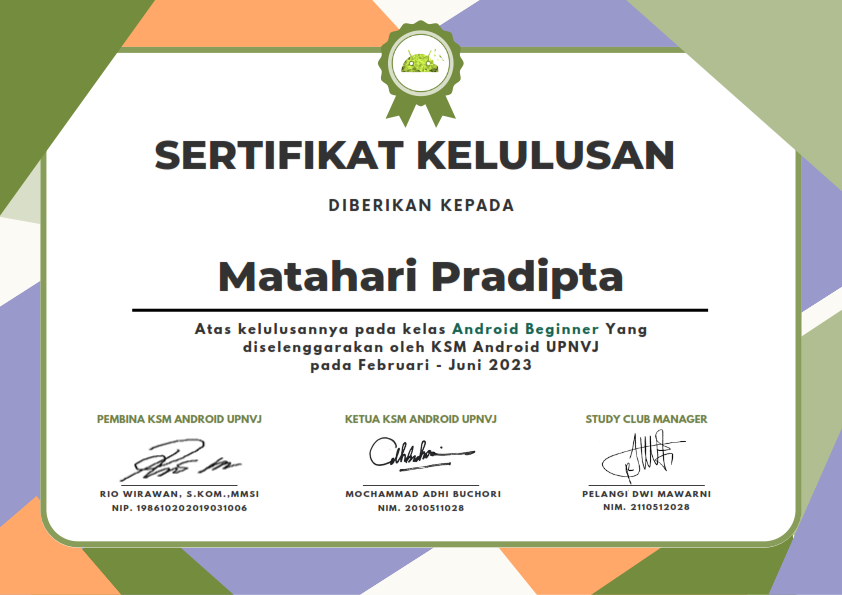 SERTIFIKAT KELULUSAN
DIBERIKAN KEPADA
Matahari Pradipta
Atas kelulusannya pada kelas Android Beginner Yang
diselenggarakan oleh KSM Android UPNVJ
pada Februari - Juni 2023
PEMBINA KSM ANDROID UPNVJ
RIO WIRAWAN, S.KOM.,MMSI
NIP. 198610202019031006
KETUA KSM ANDROID UPNVJ
MOCHAMMAD ADHI BUCHORI
NIM. 2010511028
STUDY CLUB MANAGER
PELANGI DWI MAWARNI
NIM. 2110512028